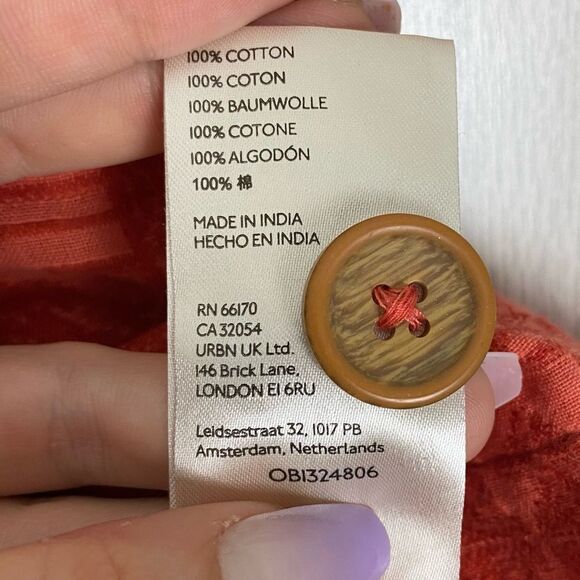 100% COTTON
100% COTON
100% BAUMWOLLE
100% COTONE
100% ALGODÓN
100% 棉
MADE IN INDIA
HECHO EN INDIA
RN 66170
CA 32054
URBN UK Ltd.
146 Brick Lane,
LONDON E1 6RU
Leidsestraat 32, 1017 PB
Amsterdam, Netherlands
OB1324806